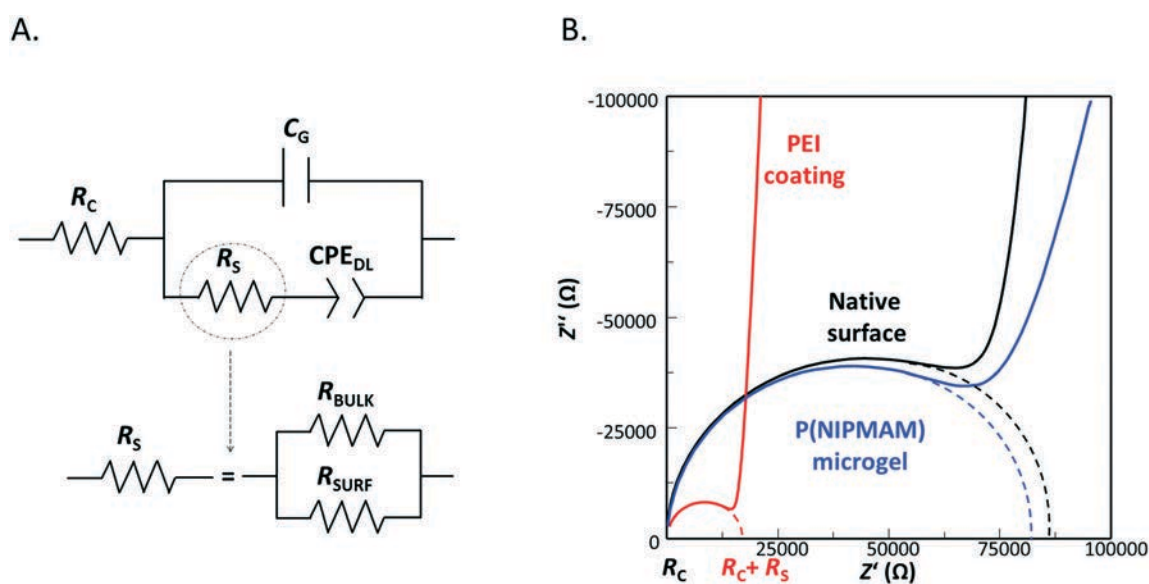 A.
C_G
R_C
R_S
CPE_DL
R_BULK
R_S
=
R_SURF
B.
-100000
-75000
-50000
-25000
0
Z'' (Ω)
PEI
coating
Native
surface
P(NIPMAM)
microgel
25000
50000
75000
100000
R_C
R_C + R_S
Z' (Ω)